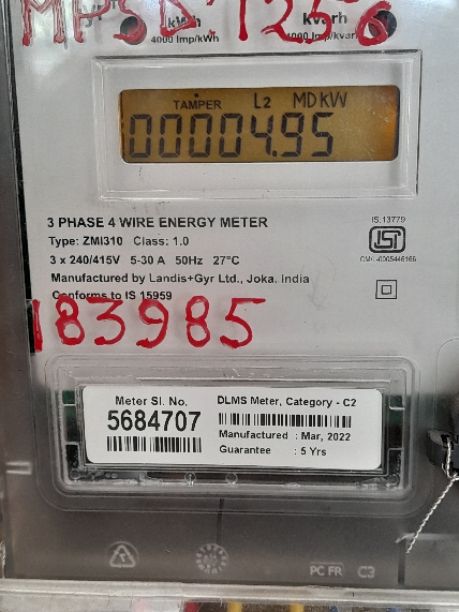 MPSD.1256
kWh
kvarh
4000 Imp/kWh
4000 Imp/kvarh
TAMPER L2 MD kW
00004.95
3 PHASE 4 WIRE ENERGY METER
Type: ZMI310 Class: 1.0
3 x 240/415V 5-30 A 50Hz 27°C
Manufactured by Landis+Gyr Ltd., Joka. India
Conforms to IS 15959
IS:13779
ISI
183985
Meter Sl. No.
5684707
DLMS Meter, Category - C2
Manufactured : Mar, 2022
Guarantee : 5 Yrs
PC FR C3